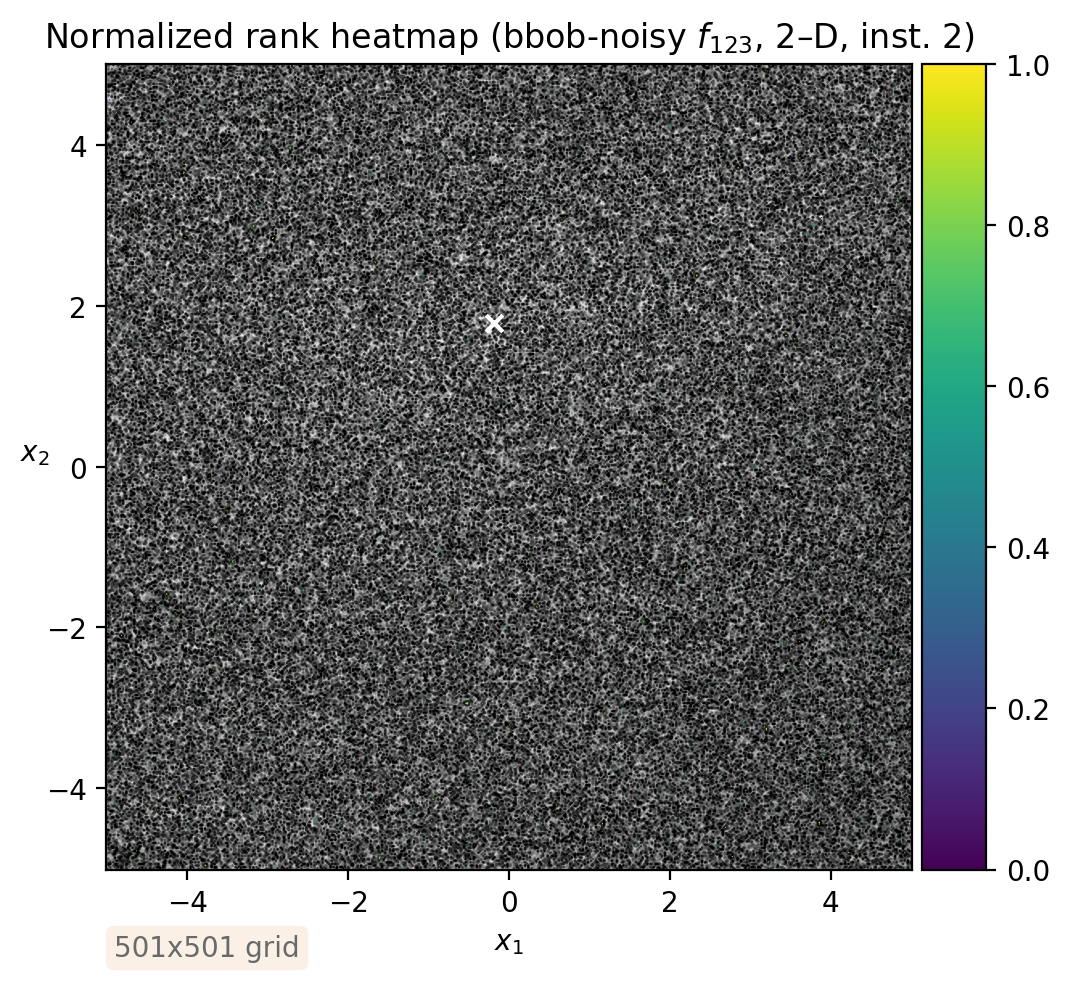 Normalized rank heatmap (bbob-noisy f₁₂₃, 2–D, inst. 2)
1.0
0.8
0.6
0.4
0.2
0.0
4
2
0
−2
−4
x₂
−4 −2 0 2 4
x₁
501x501 grid